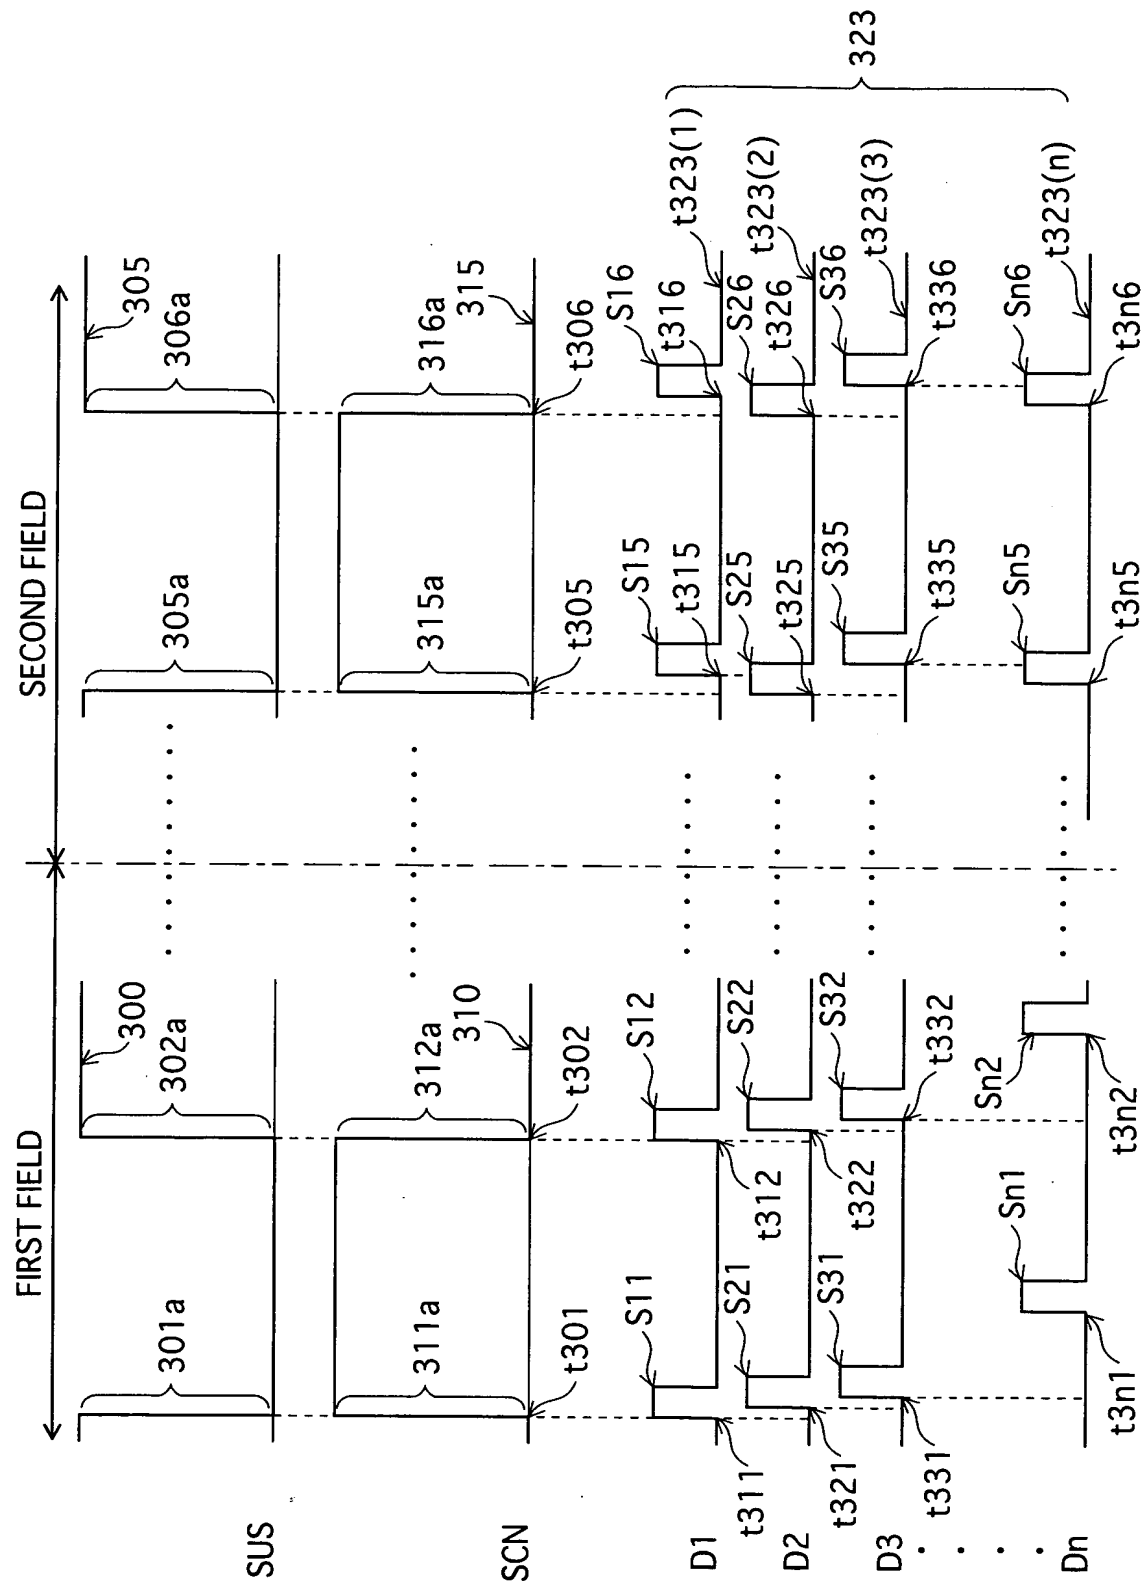 FIRST FIELD
SECOND FIELD
SUS
301a
302a
300
305a
306a
305
SCN
311a
312a
310
315a
316a
315
t301
t302
t305
t306
D1
S11
S12
S15
S16
t311
t312
t315
t316
t323(1)
D2
S21
S22
S25
S26
t321
t322
t325
t326
t323(2)
D3
S31
S32
S35
S36
t331
t332
t335
t336
t323(3)
323
Dn
Sn1
Sn2
Sn5
Sn6
t3n1
t3n2
t3n5
t3n6
t323(n)